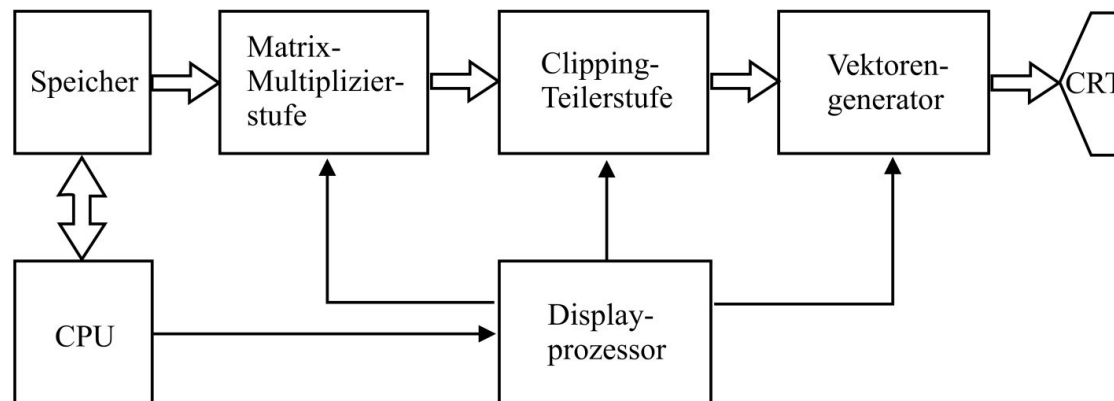 Speicher
Matrix-
Multiplizier-
stufe
Clipping-
Teilerstufe
Vektoren-
generator
CRT
CPU
Display-
prozessor